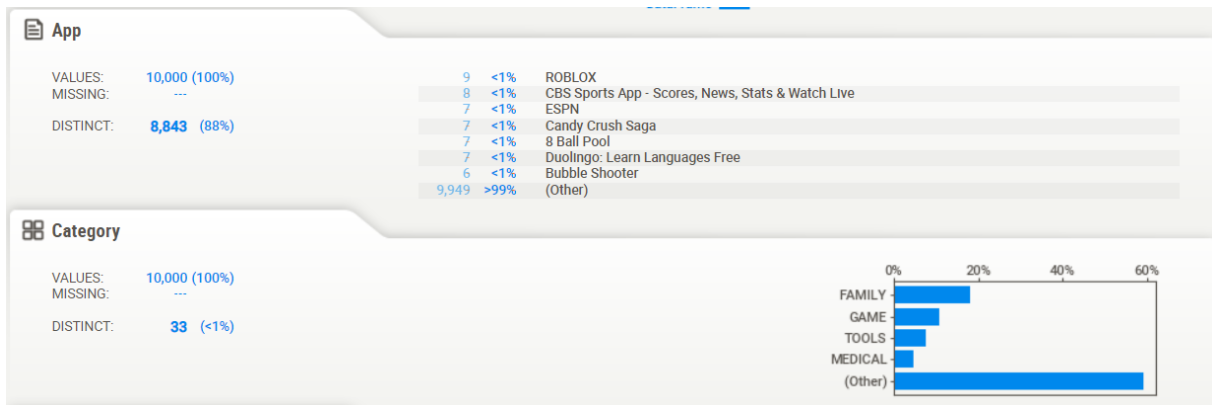 App
VALUES: 10,000 (100%)
MISSING: ---
DISTINCT: 8,843 (88%)
9 <1% ROBLOX
8 <1% CBS Sports App - Scores, News, Stats & Watch Live
7 <1% ESPN
7 <1% Candy Crush Saga
7 <1% 8 Ball Pool
7 <1% Duolingo: Learn Languages Free
6 <1% Bubble Shooter
9,949 >99% (Other)
Category
VALUES: 10,000 (100%)
MISSING: ---
DISTINCT: 33 (<1%)
0% 20% 40% 60%
FAMILY
GAME
TOOLS
MEDICAL
(Other)